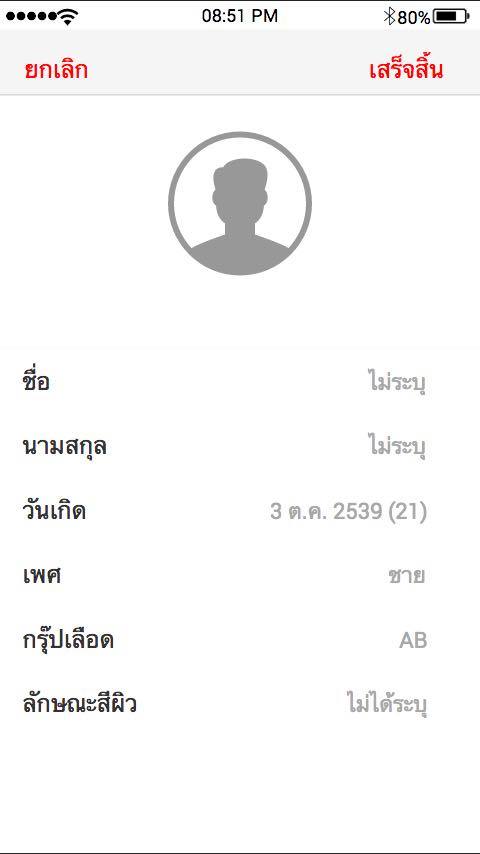 08:51 PM 80%
ยกเลิก เสร็จสิ้น
ชื่อ ไม่ระบุ
นามสกุล ไม่ระบุ
วันเกิด 3 ต.ค. 2539 (21)
เพศ ชาย
กรุ๊ปเลือด AB
ลักษณะสีผิว ไม่ได้ระบุ